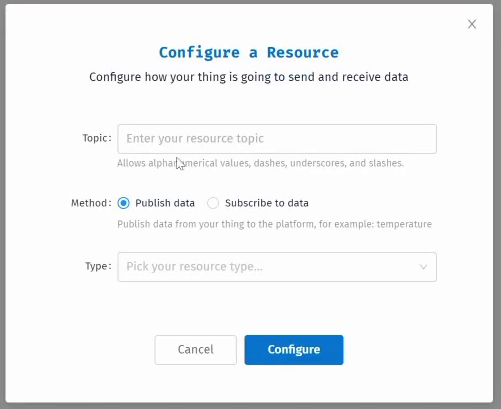 Configure a Resource
Configure how your thing is going to send and receive data
Topic: Enter your resource topic
Allows alphanumerical values, dashes, underscores, and slashes.
Method: Publish data Subscribe to data
Publish data from your thing to the platform, for example: temperature
Type: Pick your resource type...
Cancel Configure